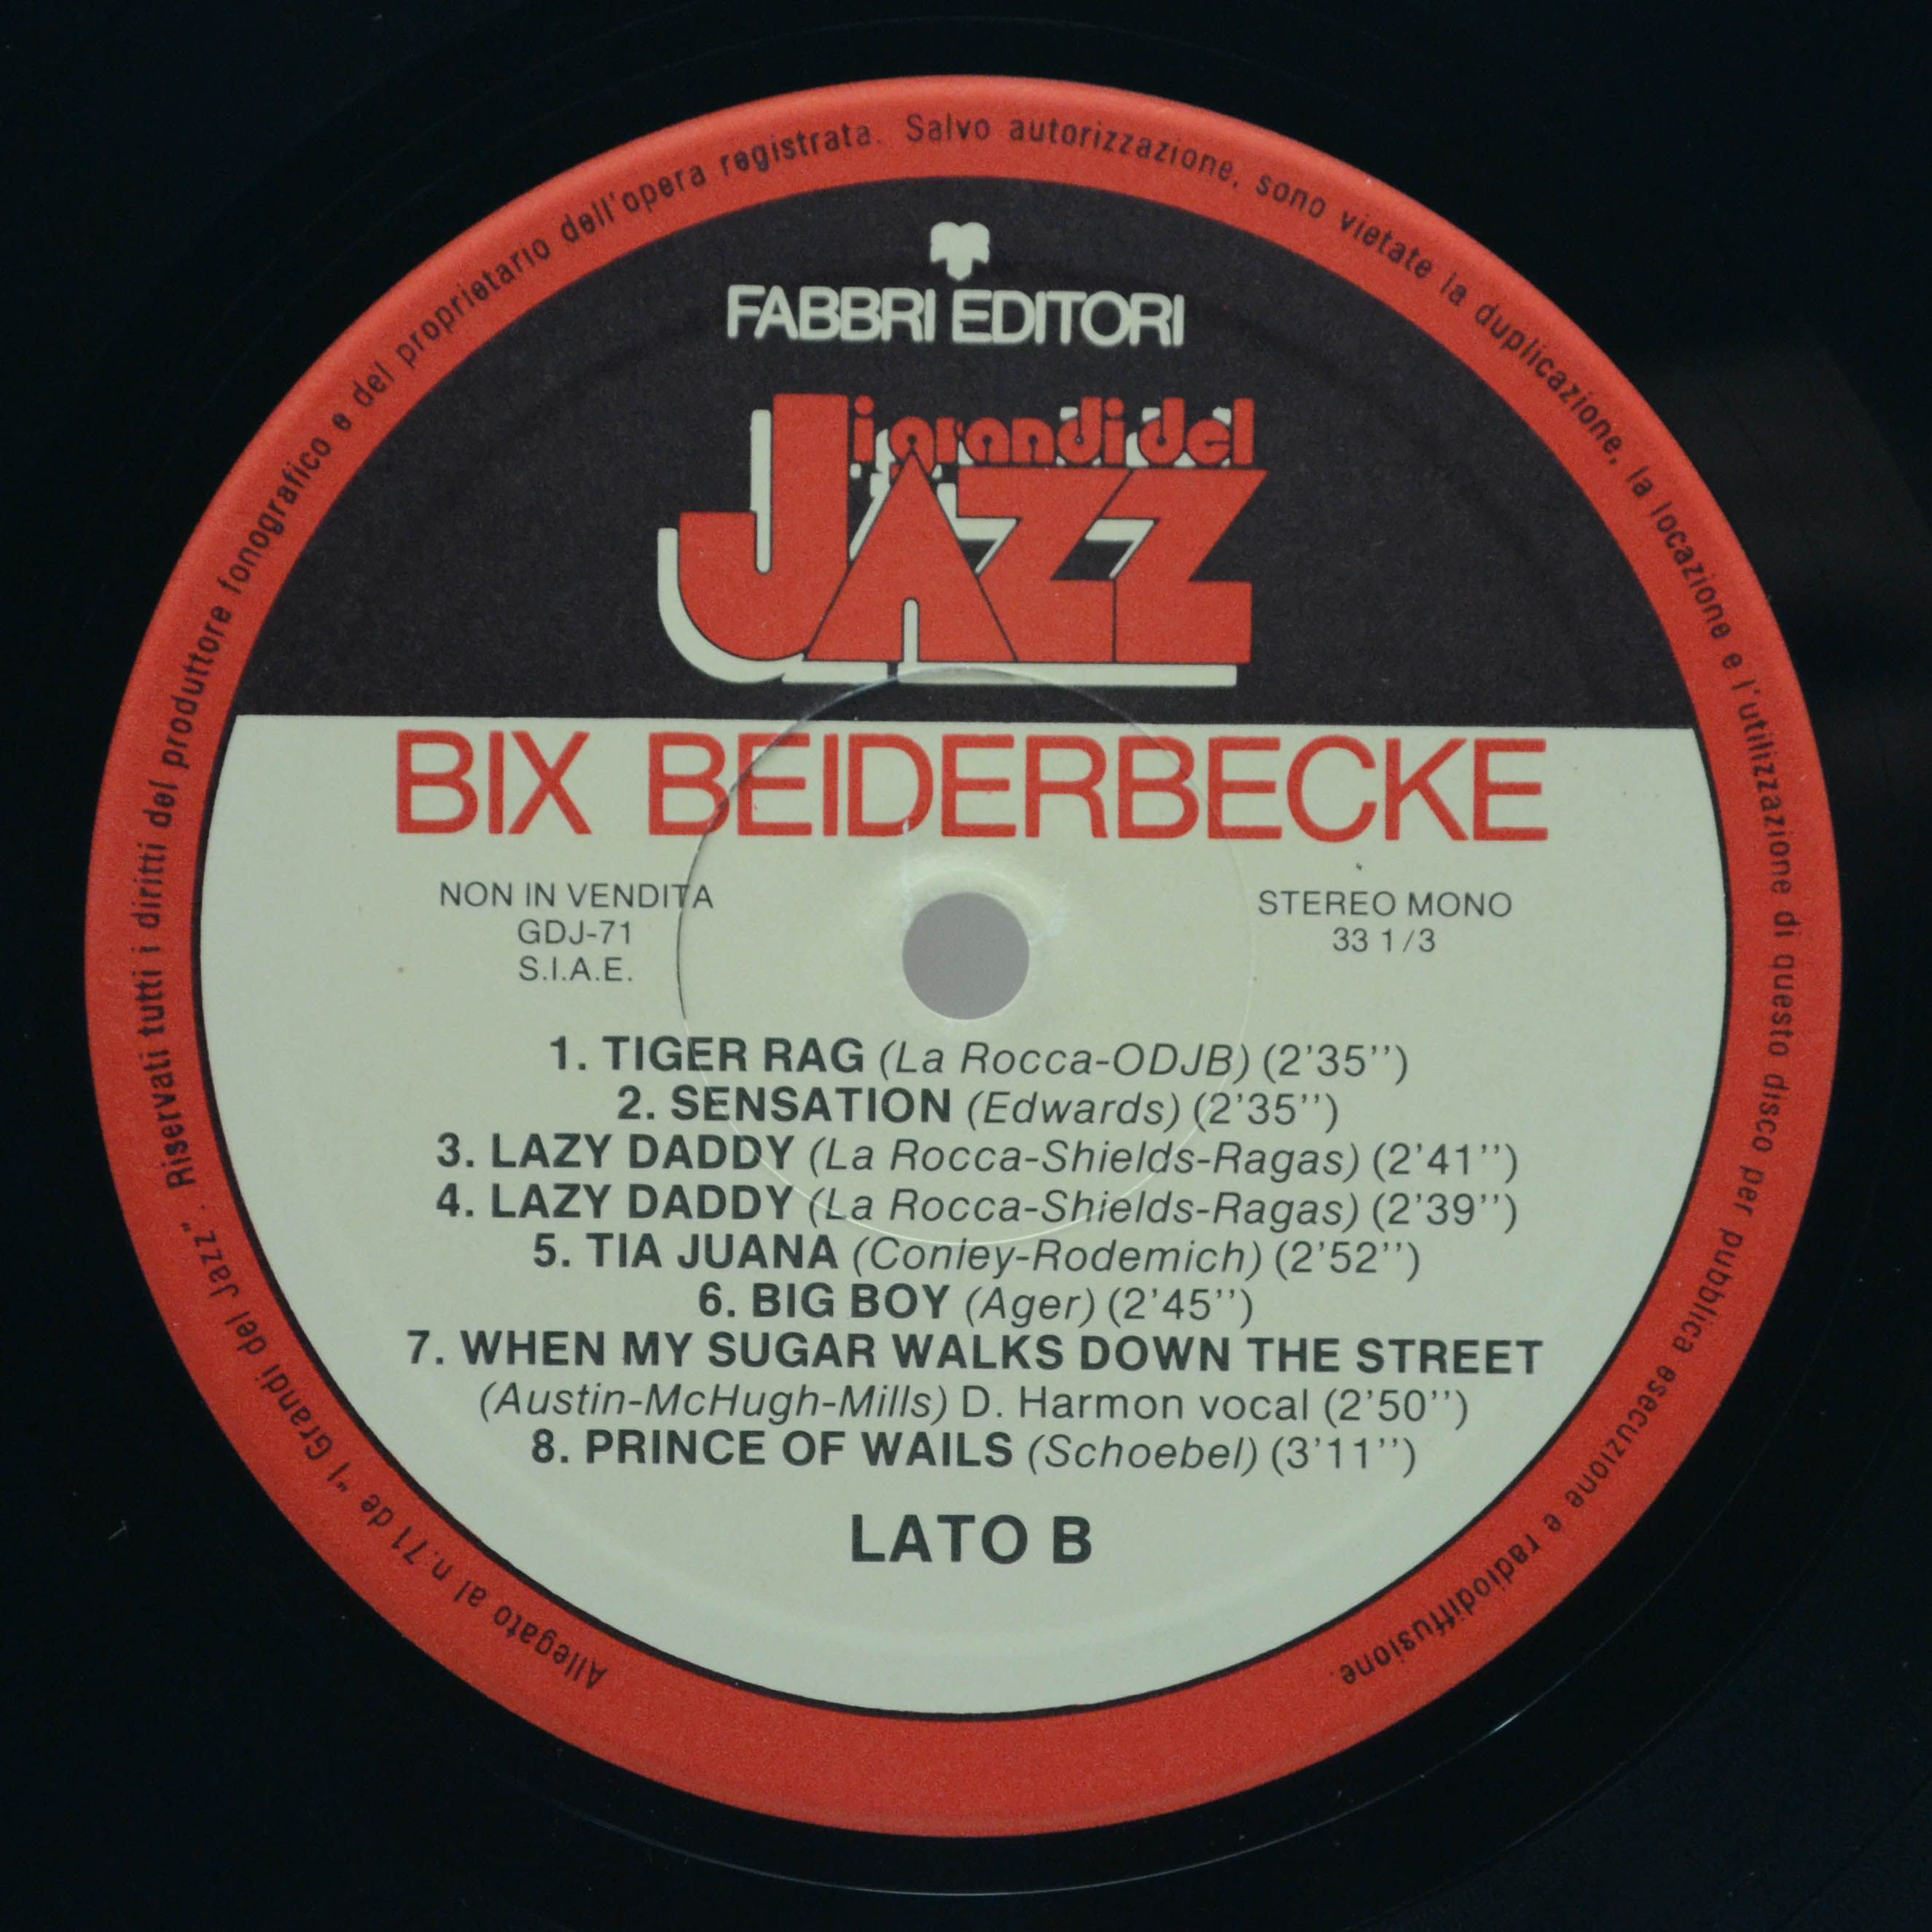 Allegato al n.71 de "I Grandi del Jazz". Riservati tutti i diritti del produttore fonografico e del proprietario dell'opera registrata. Salvo autorizzazione, sono vietate la duplicazione, la locazione e l'utilizzazione di questo disco per pubblica esecuzione e radiodiffusione.
FABBRI EDITORI
i grandi del
JAZZ
BIX BEIDERBECKE
NON IN VENDITA
GDJ-71
S.I.A.E.
STEREO MONO
33 1/3
1. TIGER RAG (La Rocca-ODJB) (2'35'')
2. SENSATION (Edwards) (2'35'')
3. LAZY DADDY (La Rocca-Shields-Ragas) (2'41'')
4. LAZY DADDY (La Rocca-Shields-Ragas) (2'39'')
5. TIA JUANA (Conley-Rodemich) (2'52'')
6. BIG BOY (Ager) (2'45'')
7. WHEN MY SUGAR WALKS DOWN THE STREET
(Austin-McHugh-Mills) D. Harmon vocal (2'50'')
8. PRINCE OF WAILS (Schoebel) (3'11'')
LATO B